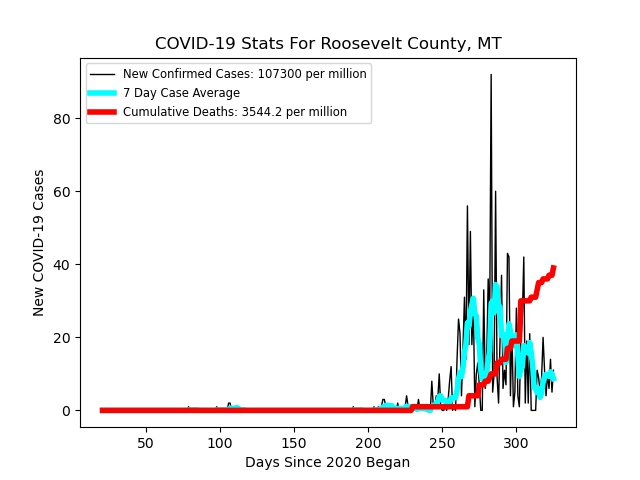 COVID-19 Stats For Roosevelt County, MT
New Confirmed Cases: 107300 per million
7 Day Case Average
Cumulative Deaths: 3544.2 per million
New COVID-19 Cases
80
60
40
20
0
50 100 150 200 250 300
Days Since 2020 Began